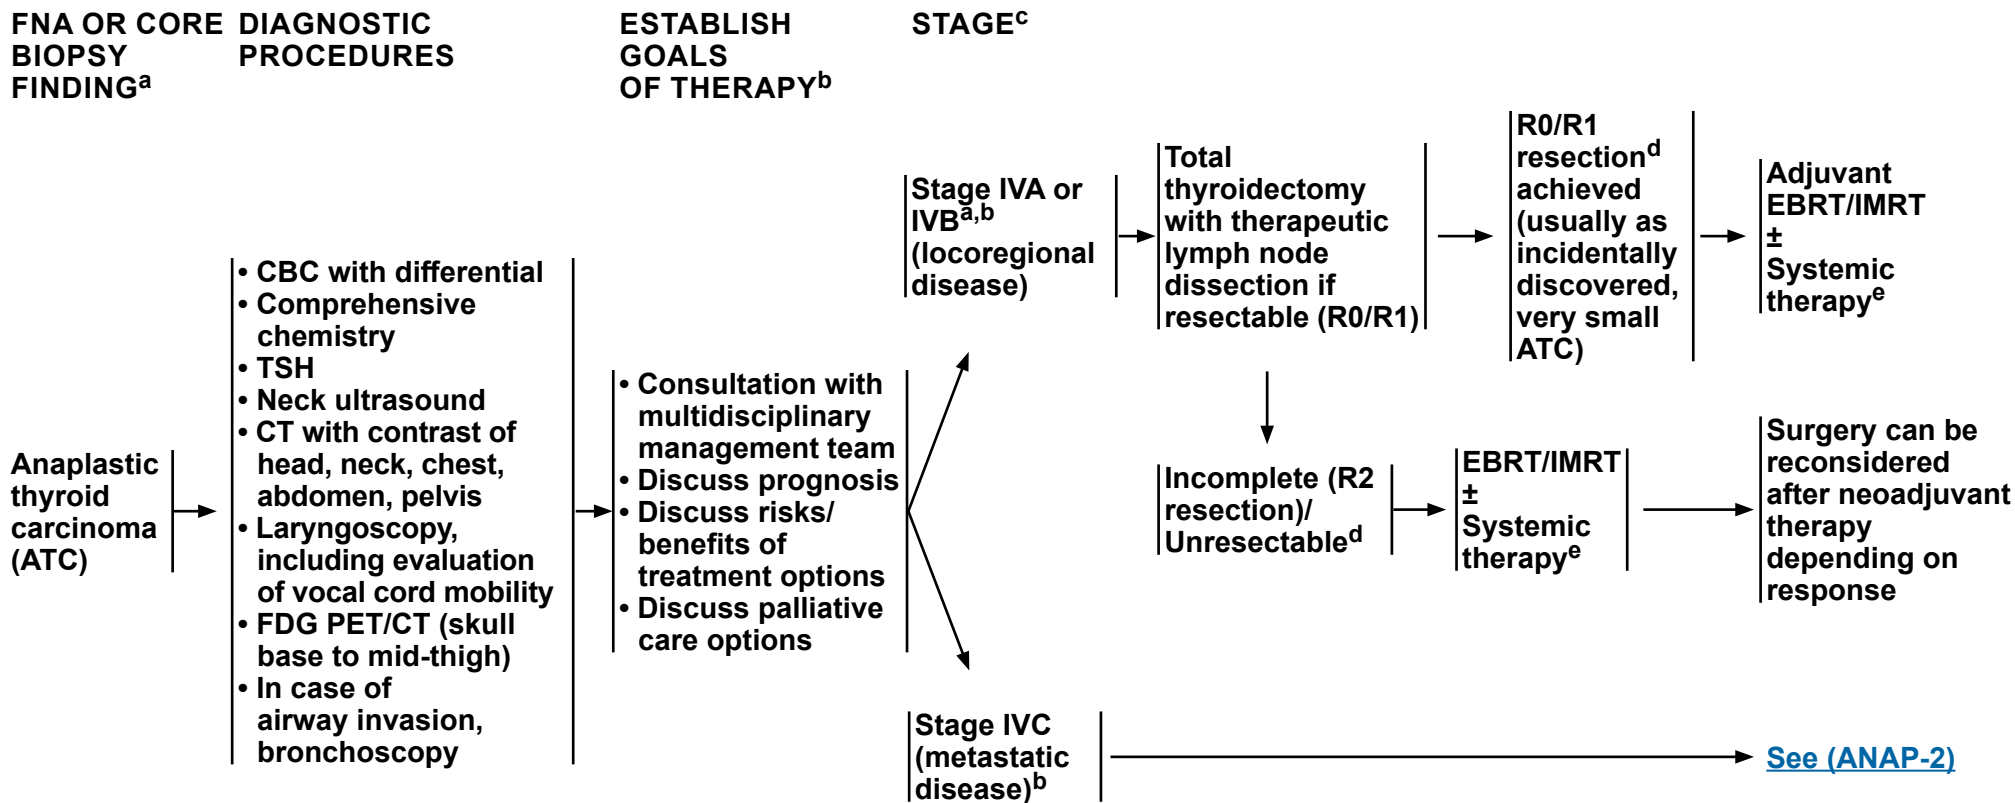 FNA OR CORE
BIOPSY
FINDINGa
DIAGNOSTIC
PROCEDURES
ESTABLISH
GOALS
OF THERAPYb
STAGEc
Anaplastic
thyroid
carcinoma
(ATC)
• CBC with differential
• Comprehensive
chemistry
• TSH
• Neck ultrasound
• CT with contrast of
head, neck, chest,
abdomen, pelvis
• Laryngoscopy,
including evaluation
of vocal cord mobility
• FDG PET/CT (skull
base to mid-thigh)
• In case of
airway invasion,
bronchoscopy
• Consultation with
multidisciplinary
management team
• Discuss prognosis
• Discuss risks/
benefits of
treatment options
• Discuss palliative
care options
Stage IVA or
IVBa,b
(locoregional
disease)
Total
thyroidectomy
with therapeutic
lymph node
dissection if
resectable (R0/R1)
R0/R1
resectiond
achieved
(usually as
incidentally
discovered,
very small
ATC)
Adjuvant
EBRT/IMRT
±
Systemic
therapye
Incomplete (R2
resection)/
Unresectabled
EBRT/IMRT
±
Systemic
therapye
Surgery can be
reconsidered
after neoadjuvant
therapy
depending on
response
Stage IVC
(metastatic
disease)b
See (ANAP-2)